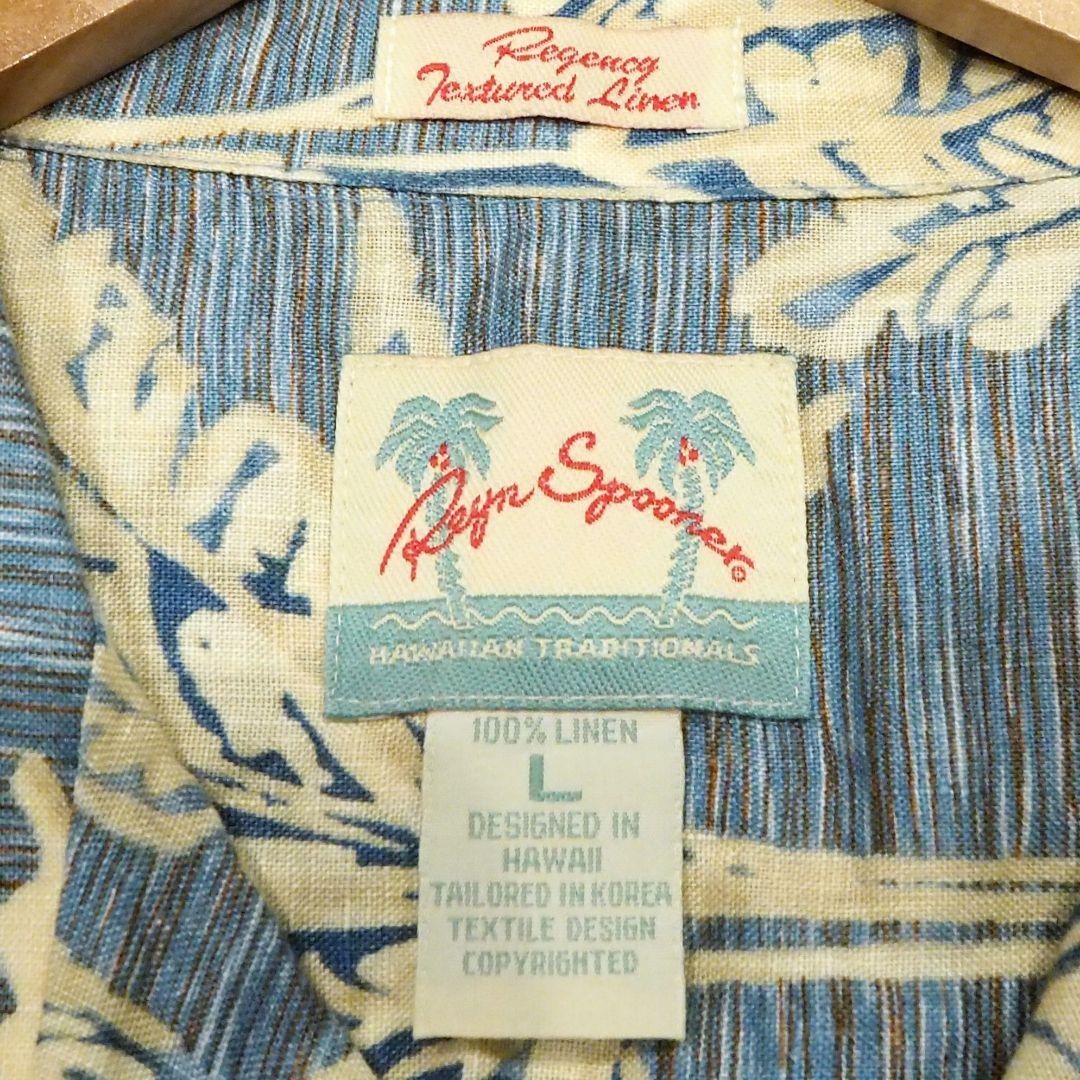 Regency
Textured Linen
Reyn Spooner®
HAWAIIAN TRADITIONALS
100% LINEN
L
DESIGNED IN
HAWAII
TAILORED IN KOREA
TEXTILE DESIGN
COPYRIGHTED